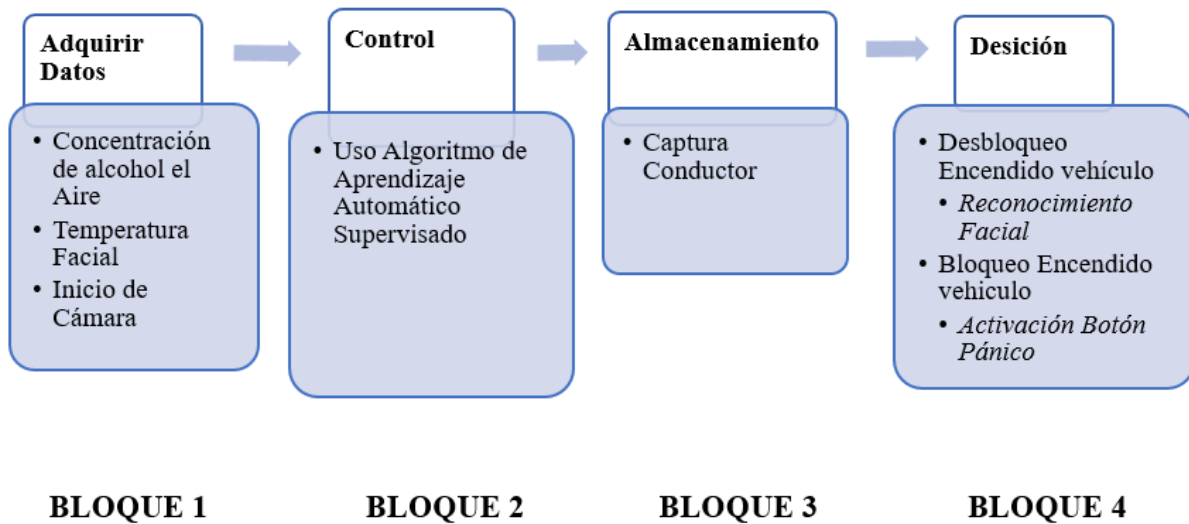 Adquirir
Datos
• Concentración
de alcohol el
Aire
• Temperatura
Facial
• Inicio de
Cámara
BLOQUE 1
Control
• Uso Algoritmo de
Aprendizaje
Automático
Supervisado
BLOQUE 2
Almacenamiento
• Captura
Conductor
BLOQUE 3
Desición
• Desbloqueo
Encendido vehículo
• Reconocimiento
Facial
• Bloqueo Encendido
vehiculo
• Activación Botón
Pánico
BLOQUE 4